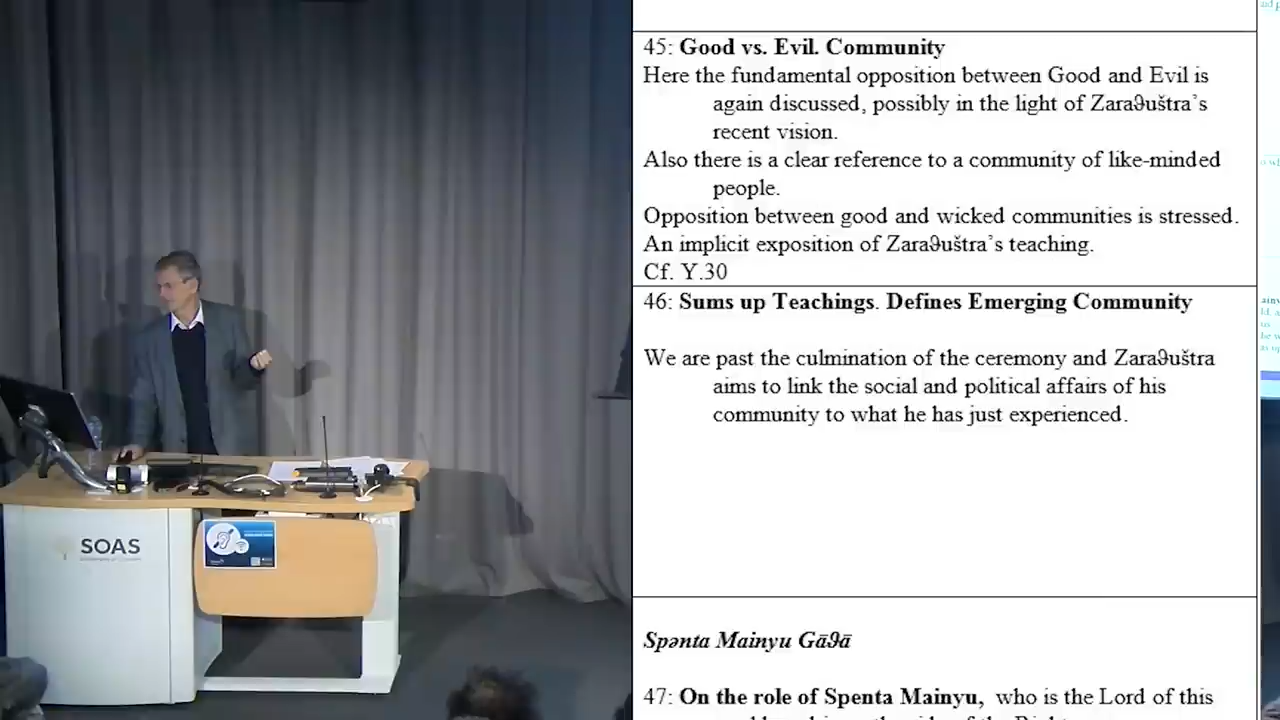 45: Good vs. Evil. Community
Here the fundamental opposition between Good and Evil is
again discussed, possibly in the light of Zaraϑuštra’s
recent vision.
Also there is a clear reference to a community of like-minded
people.
Opposition between good and wicked communities is stressed.
An implicit exposition of Zaraϑuštra’s teaching.
Cf. Y.30
46: Sums up Teachings. Defines Emerging Community
We are past the culmination of the ceremony and Zaraϑuštra
aims to link the social and political affairs of his
community to what he has just experienced.
Spənta Mainyu Gāϑā
47: On the role of Spenta Mainyu, who is the Lord of this
SOAS